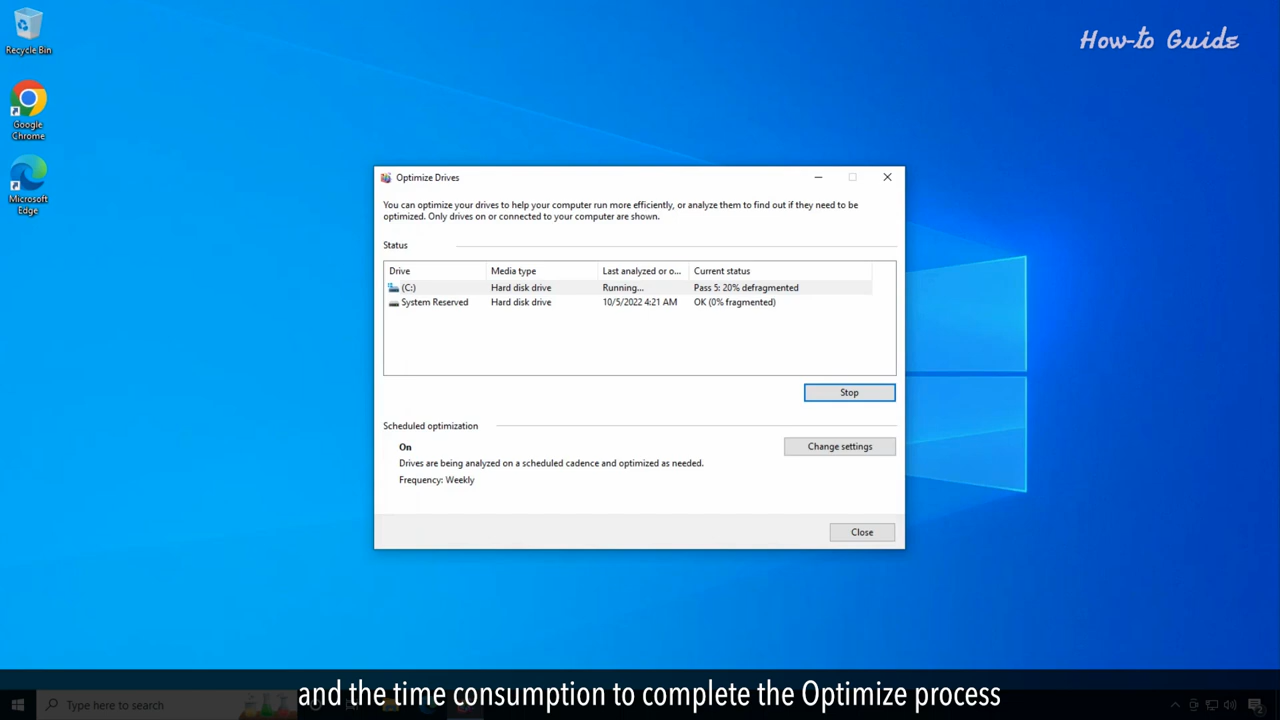 Recycle Bin
How-to Guide
Google
Chrome
Microsoft
Edge
Optimize Drives
You can optimize your drives to help your computer run more efficiently, or analyze them to find out if they need to be
optimized. Only drives on or connected to your computer are shown.
Status
Drive Media type Last analyzed or o... Current status
(C:) Hard disk drive Running... Pass 5: 20% defragmented
System Reserved Hard disk drive 10/5/2022 4:21 AM OK (0% fragmented)
Stop
Scheduled optimization
On
Change settings
Drives are being analyzed on a scheduled cadence and optimized as needed.
Frequency: Weekly
Close
and the time consumption to complete the Optimize process
Type here to search
2